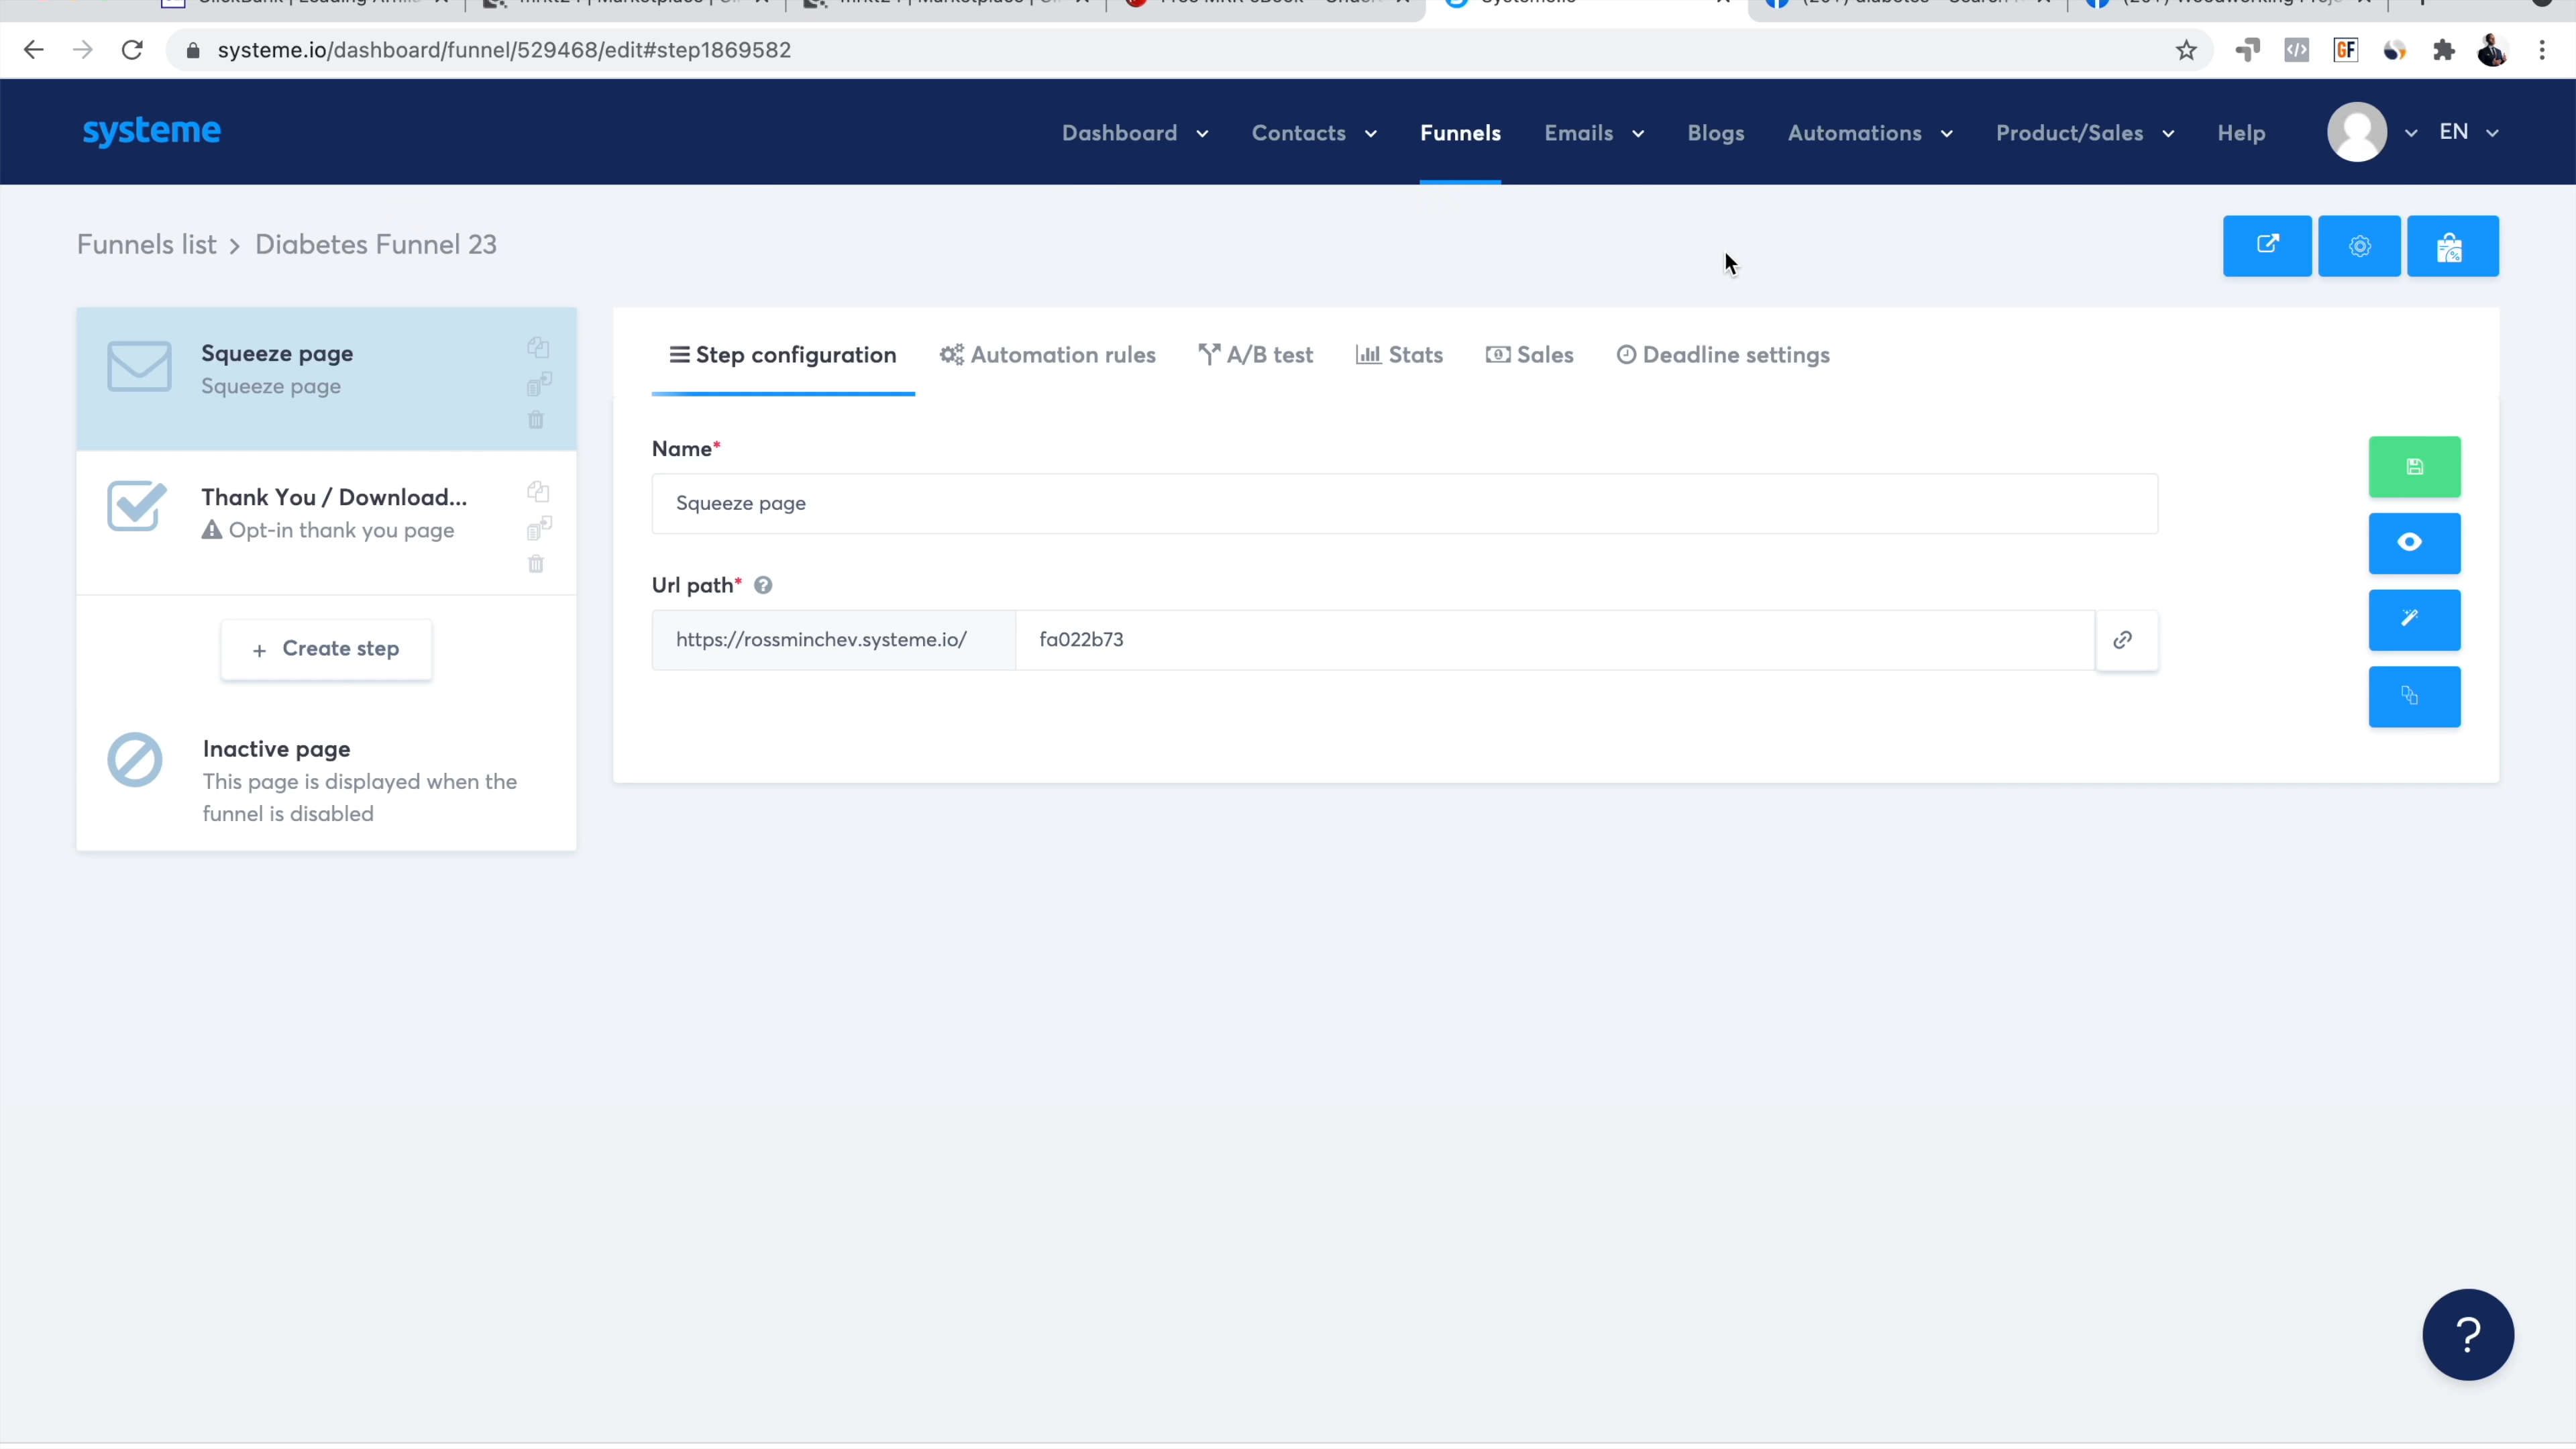 systeme.io/dashboard/funnel/529468/edit#step1869582
GF
systeme
Dashboard
Contacts
Funnels
Emails
Blogs
Automations
Product/Sales
Help
EN
Funnels list > Diabetes Funnel 23
Squeeze page
Squeeze page
Thank You / Download...
Opt-in thank you page
+ Create step
Inactive page
This page is displayed when the
funnel is disabled
Step configuration
Automation rules
A/B test
Stats
Sales
Deadline settings
Name*
Squeeze page
Url path* ?
https://rossminchev.systeme.io/
fa022b73
?